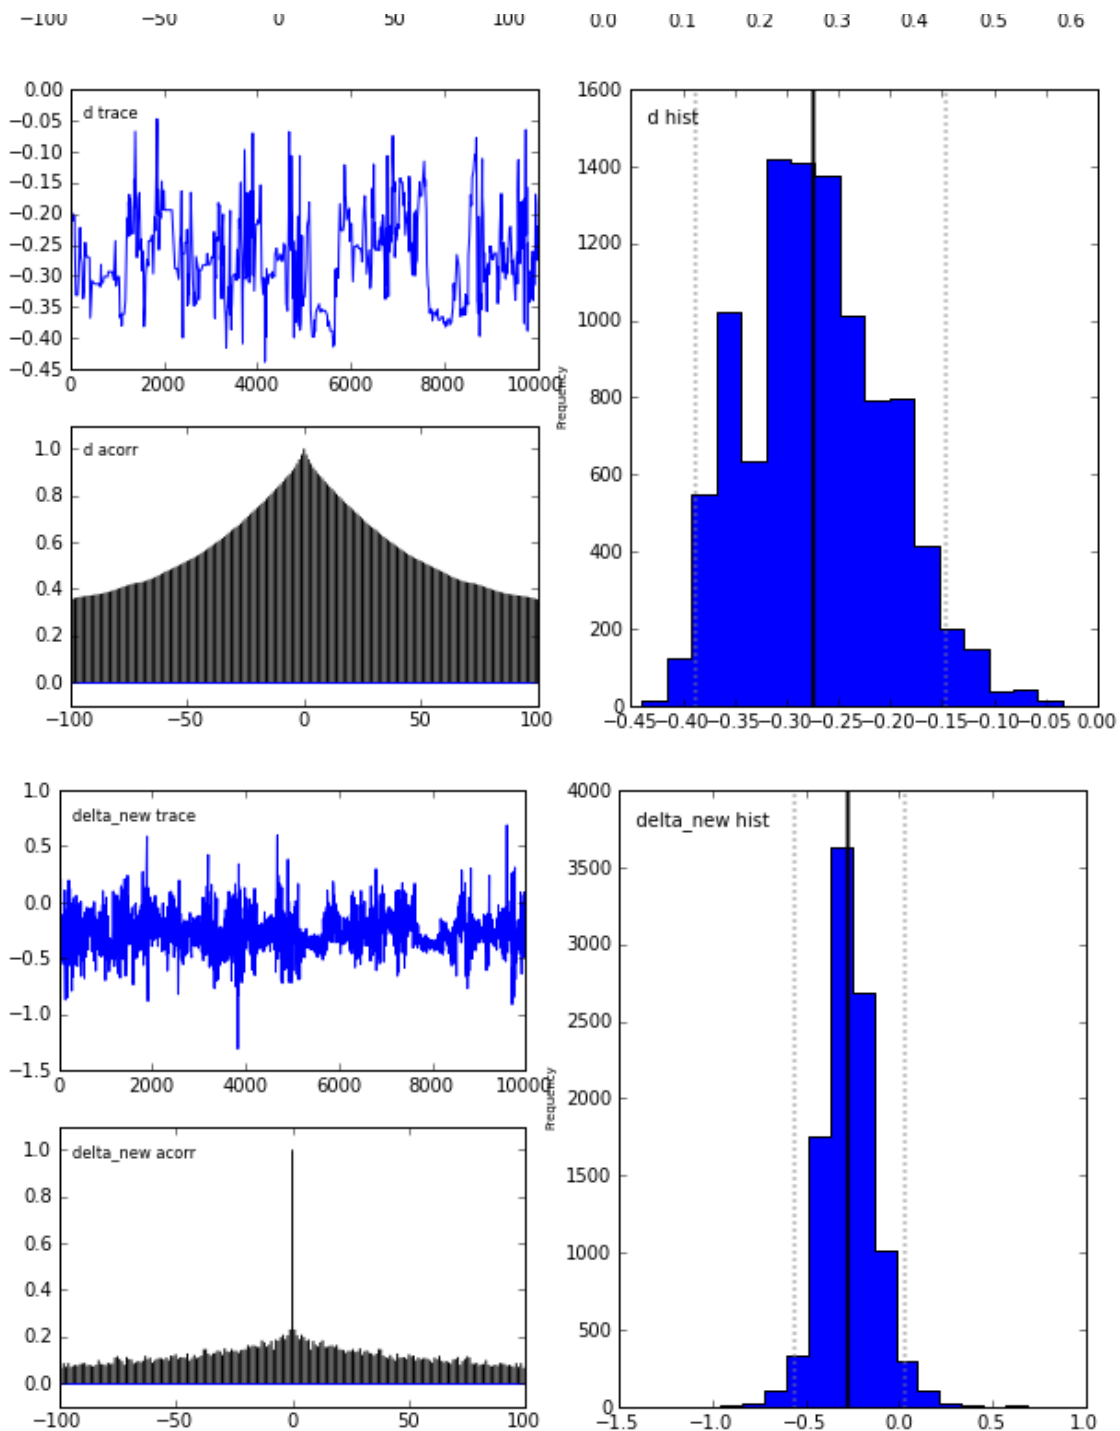 −100 −50 0 50 100
0.0 0.1 0.2 0.3 0.4 0.5 0.6
d trace
0.00
−0.05
−0.10
−0.15
−0.20
−0.25
−0.30
−0.35
−0.40
−0.45
0 2000 4000 6000 8000 10000
d acorr
1.0
0.8
0.6
0.4
0.2
0.0
−100 −50 0 50 100
Frequency
d hist
1600
1400
1200
1000
800
600
400
200
0
−0.45 −0.40 −0.35 −0.30 −0.25 −0.20 −0.15 −0.10 −0.05 0.00
delta_new trace
1.0
0.5
0.0
−0.5
−1.0
−1.5
0 2000 4000 6000 8000 10000
delta_new acorr
1.0
0.8
0.6
0.4
0.2
0.0
−100 −50 0 50 100
Frequency
delta_new hist
4000
3500
3000
2500
2000
1500
1000
500
0
−1.5 −1.0 −0.5 0.0 0.5 1.0